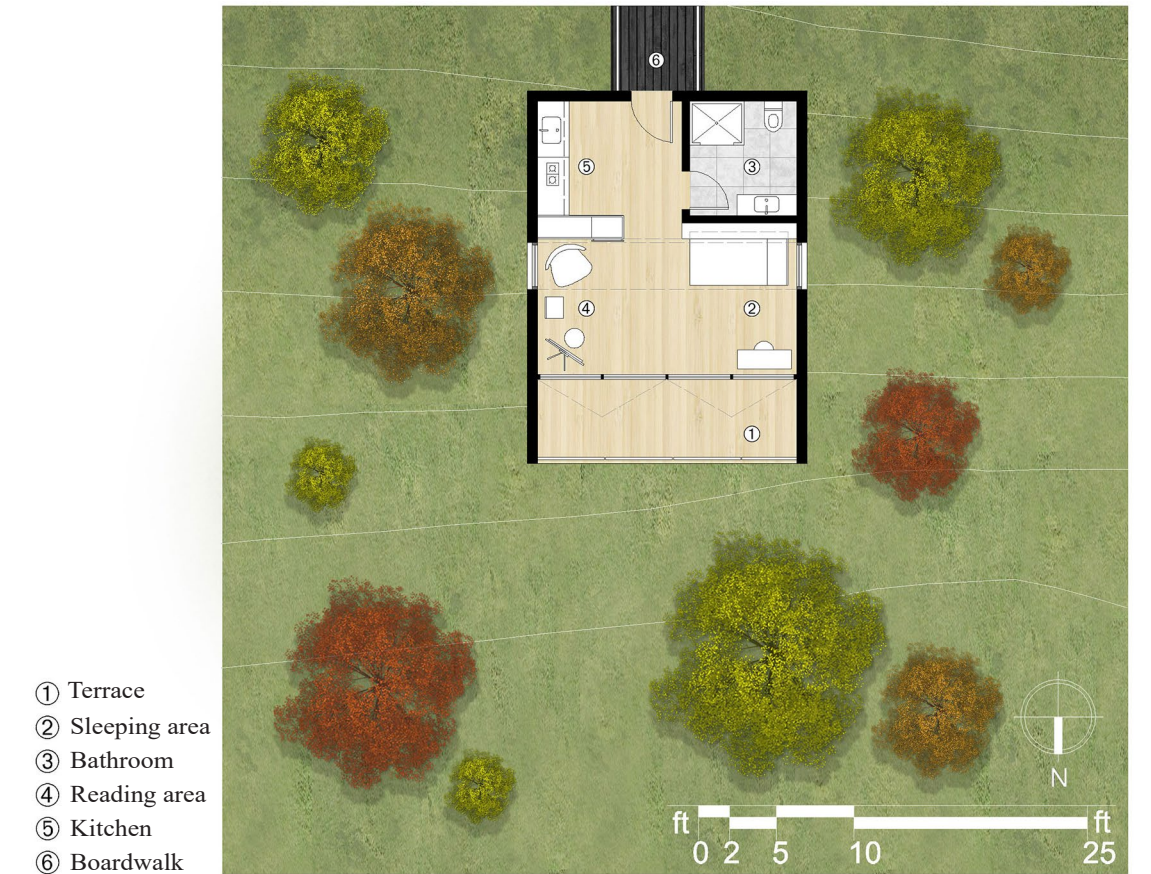 ⑥
⑤
③
④
②
①
① Terrace
② Sleeping area
③ Bathroom
④ Reading area
⑤ Kitchen
⑥ Boardwalk
N
ft ft
0 2 5 10 25